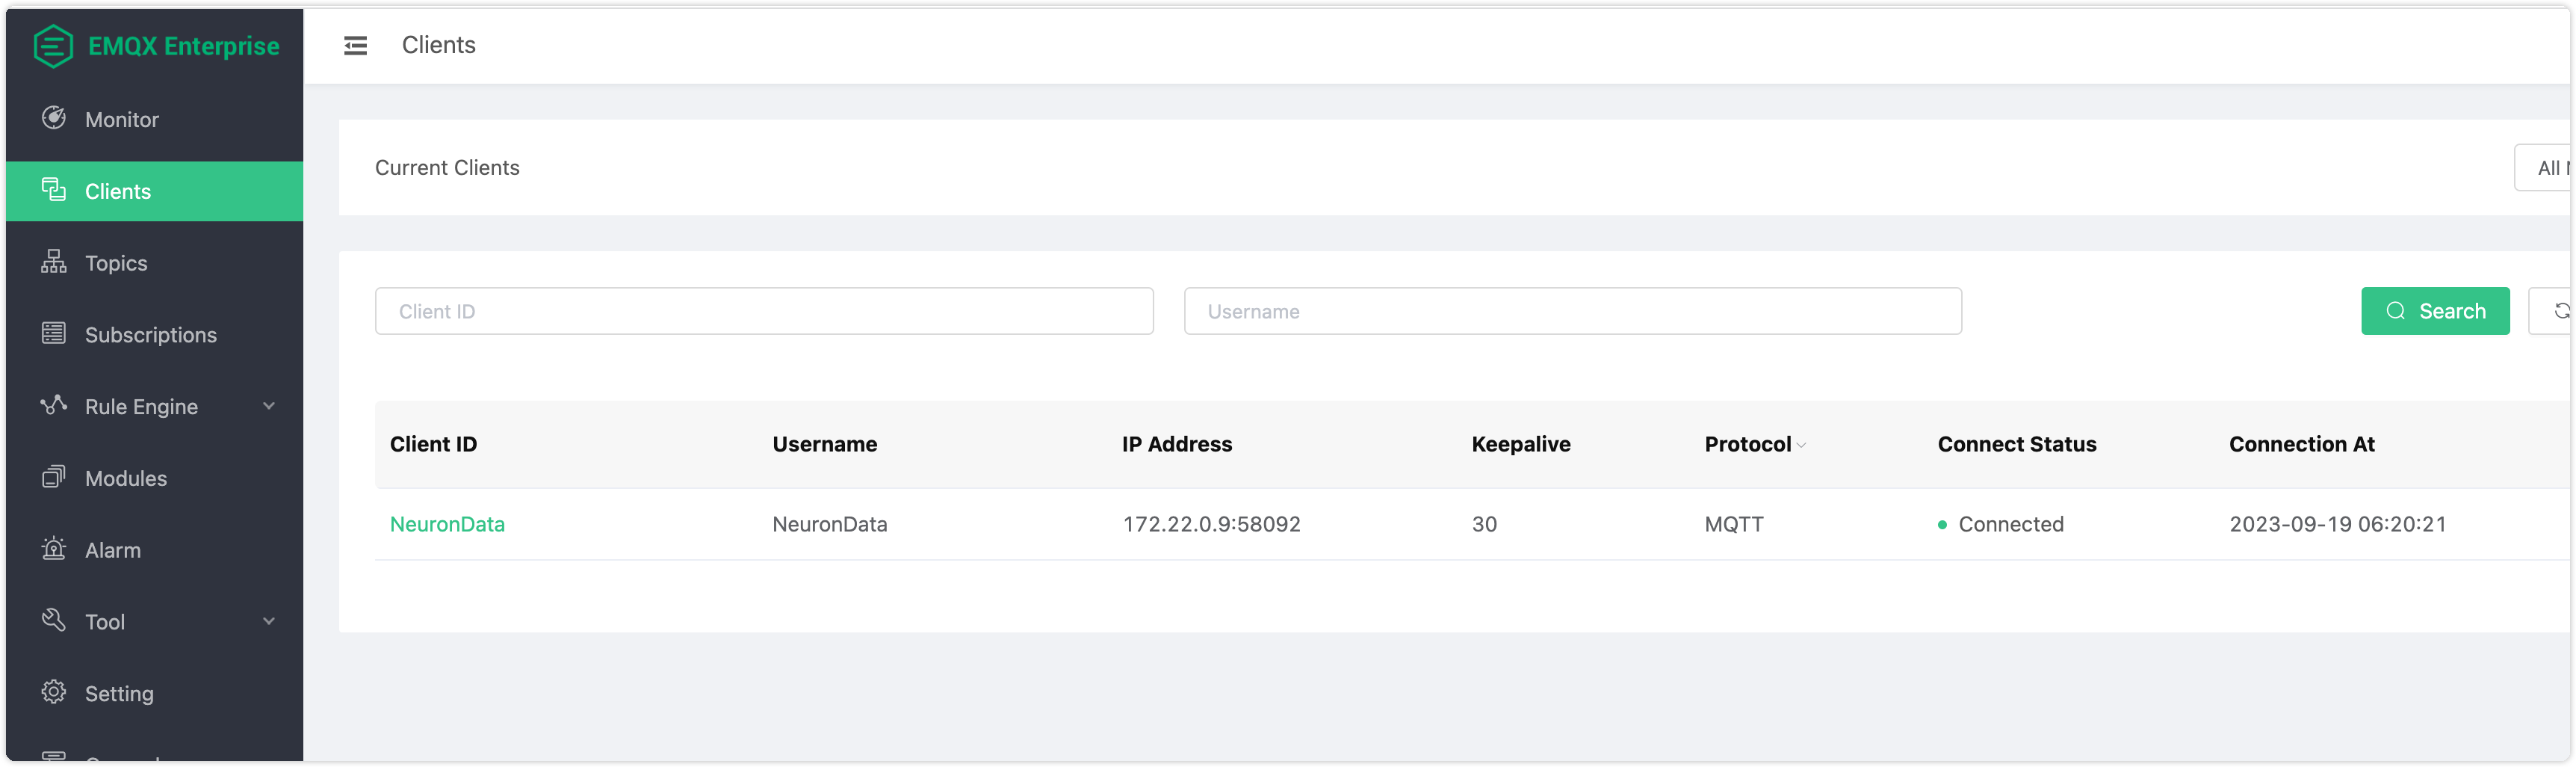 EMQX Enterprise
Monitor
Clients
Topics
Subscriptions
Rule Engine
Modules
Alarm
Tool
Setting
Clients
Current Clients
All
Client ID
Username
Search
Client ID Username IP Address Keepalive Protocol Connect Status Connection At
NeuronData NeuronData 172.22.0.9:58092 30 MQTT Connected 2023-09-19 06:20:21